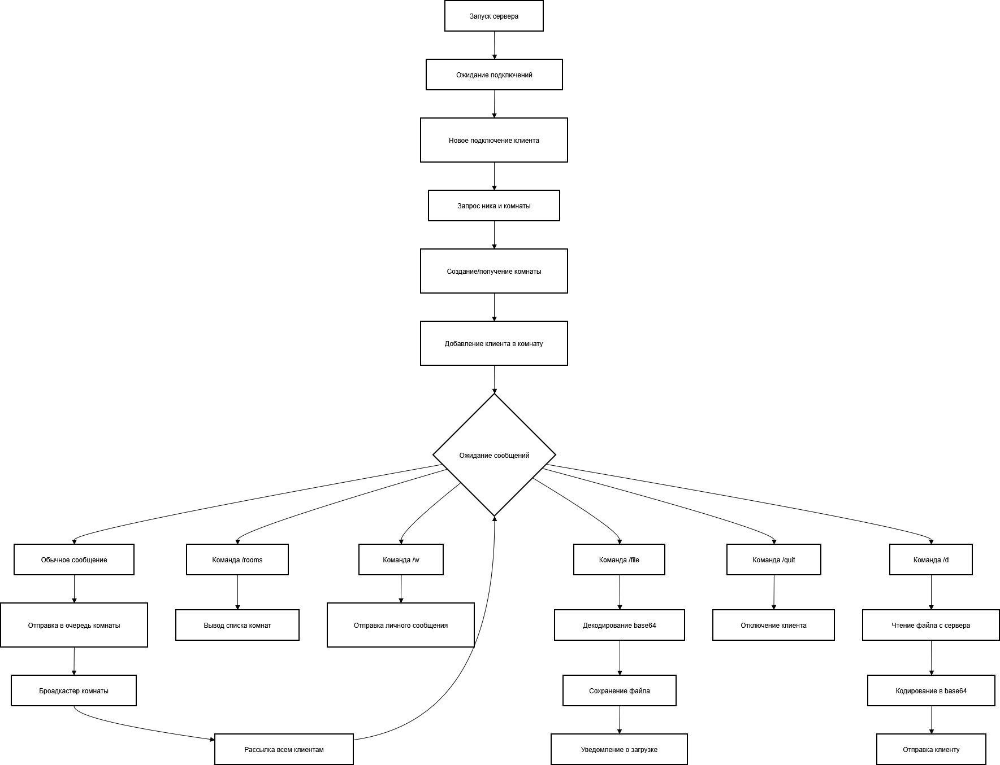 Запуск сервера
Ожидание подключений
Новое подключение клиента
Запрос ника и комнаты
Создание/получение комнаты
Добавление клиента в комнату
Ожидание сообщений
Обычное сообщение
Команда /rooms
Команда /w
Команда /file
Команда /quit
Команда /d
Отправка в очередь комнаты
Вывод списка комнат
Отправка личного сообщения
Декодирование base64
Отключение клиента
Чтение файла с сервера
Броадкастер комнаты
Сохранение файла
Кодирование в base64
Рассылка всем клиентам
Уведомление о загрузке
Отправка клиенту